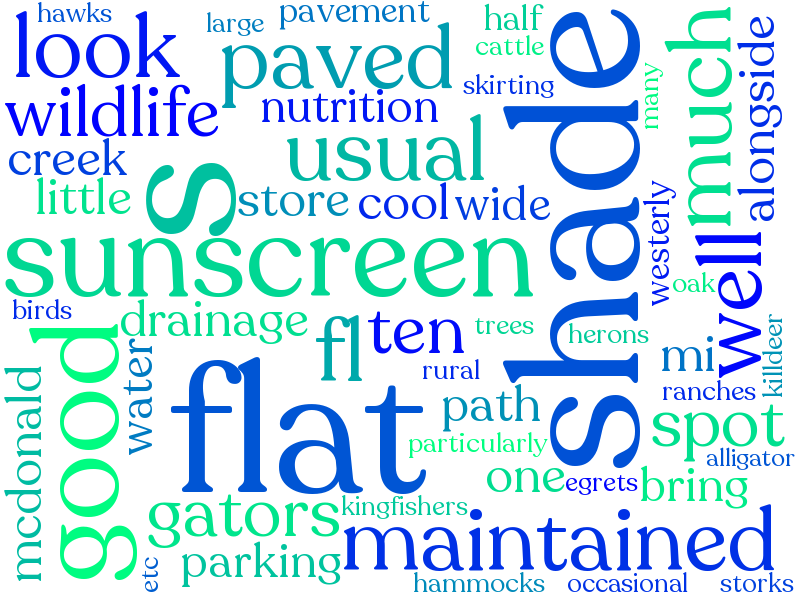 hawks
large
pavement
half
look
paved
cattle
shade
much
alongside
skirting
many
wildlife
nutrition
usual
creek
little
s
store
cool
wide
westerly
well
sunscreen
oak
birds
drainage
fl
ten
trees
herons
killdeer
good
water
flat
rural
mi
ranches
mcdonald
path
spot
particularly
alligator
one
egrets
bring
gators
kingfishers
maintained
parking
etc
hammocks
occasional
storks